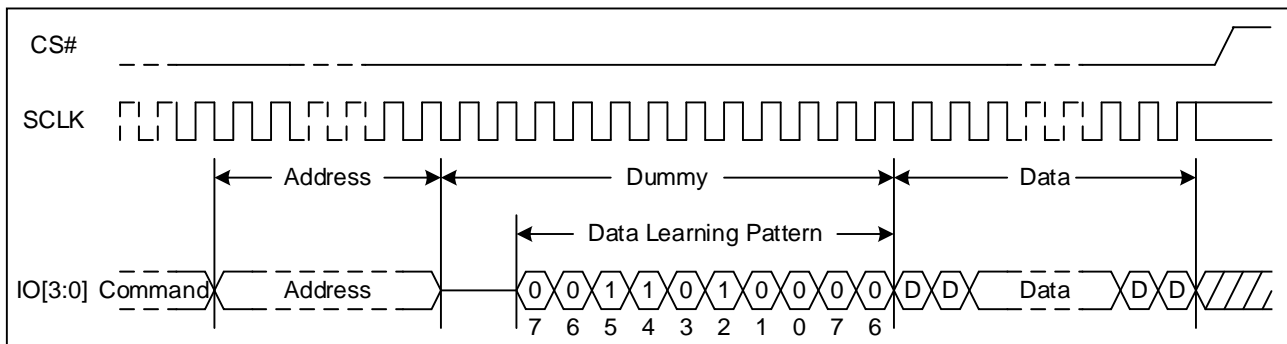 CS#
SCLK
Address Dummy Data
Data Learning Pattern
IO[3:0] Command Address 0 0 1 1 0 1 0 0 0 0 D D Data D D
7 6 5 4 3 2 1 0 7 6